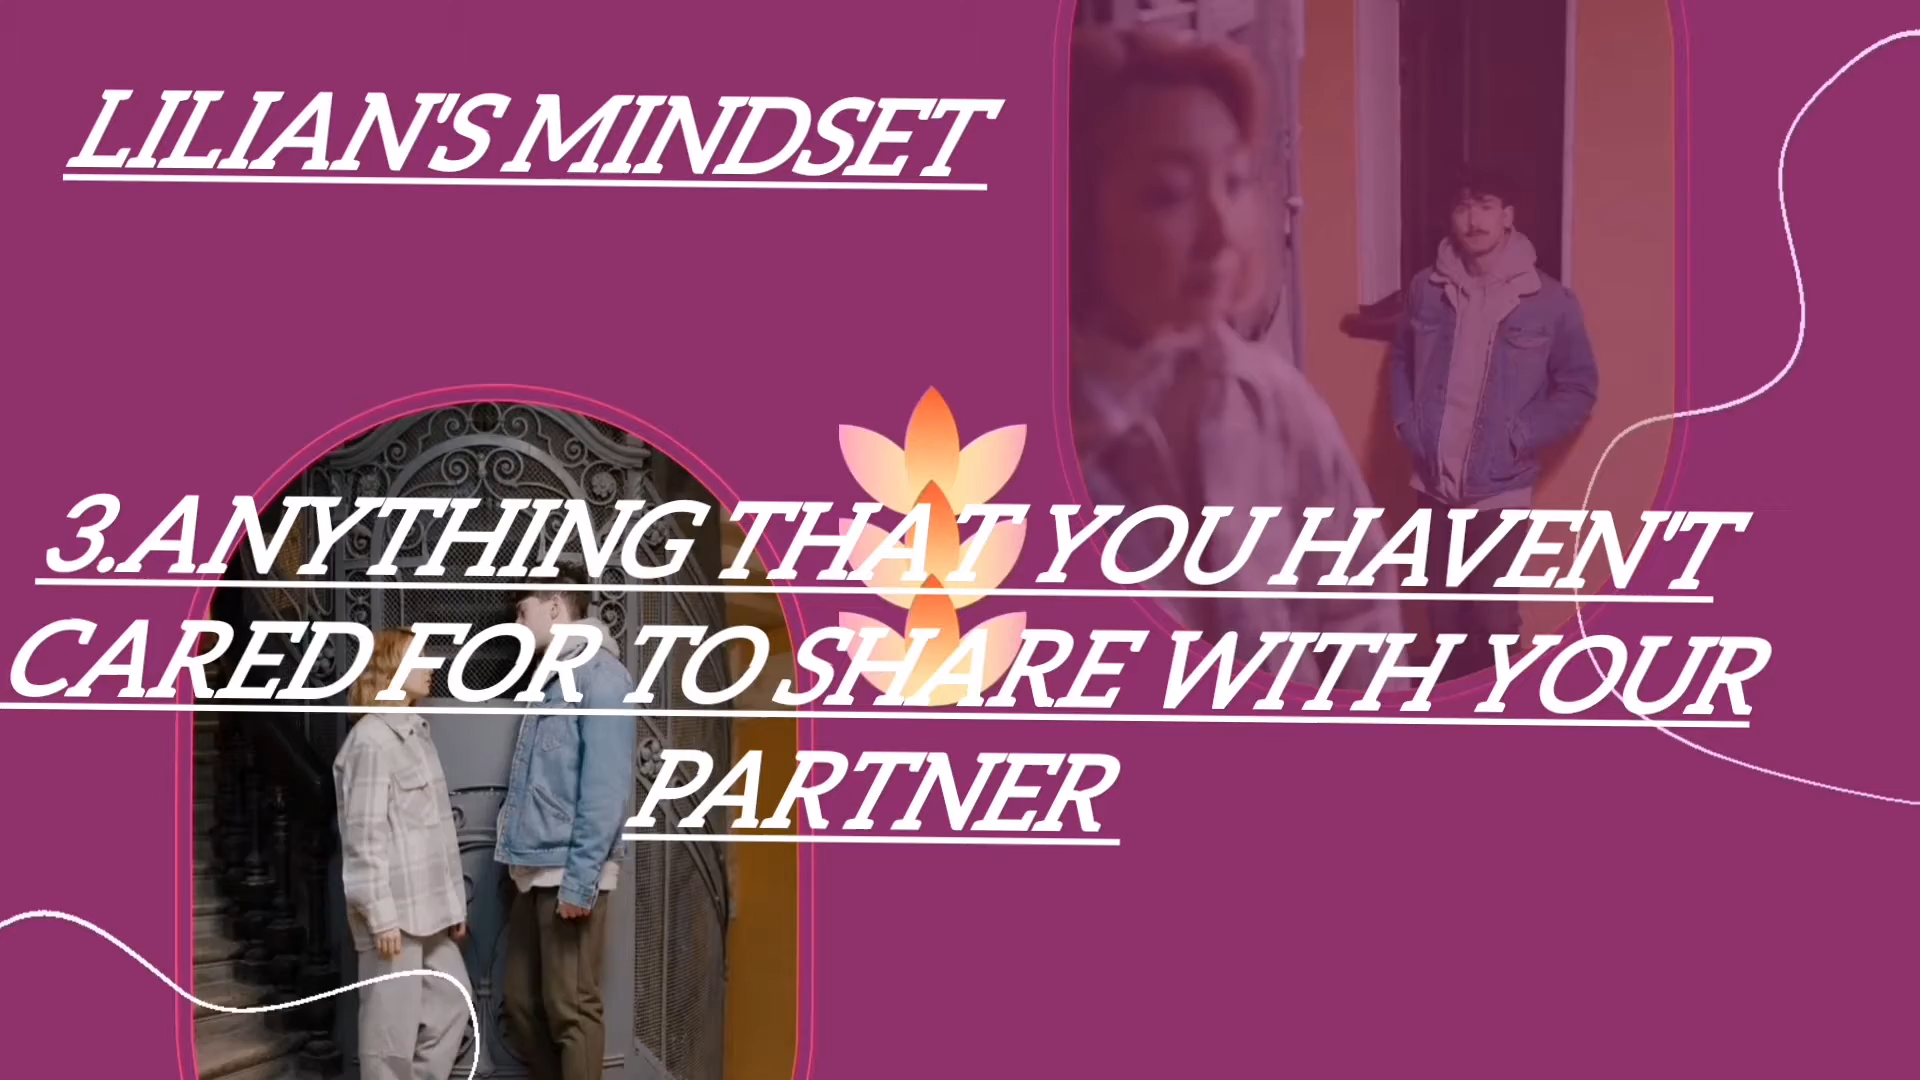 LILIAN'S MINDSET
3.ANYTHING THAT YOU HAVEN'T
CARED FOR TO SHARE WITH YOUR
PARTNER